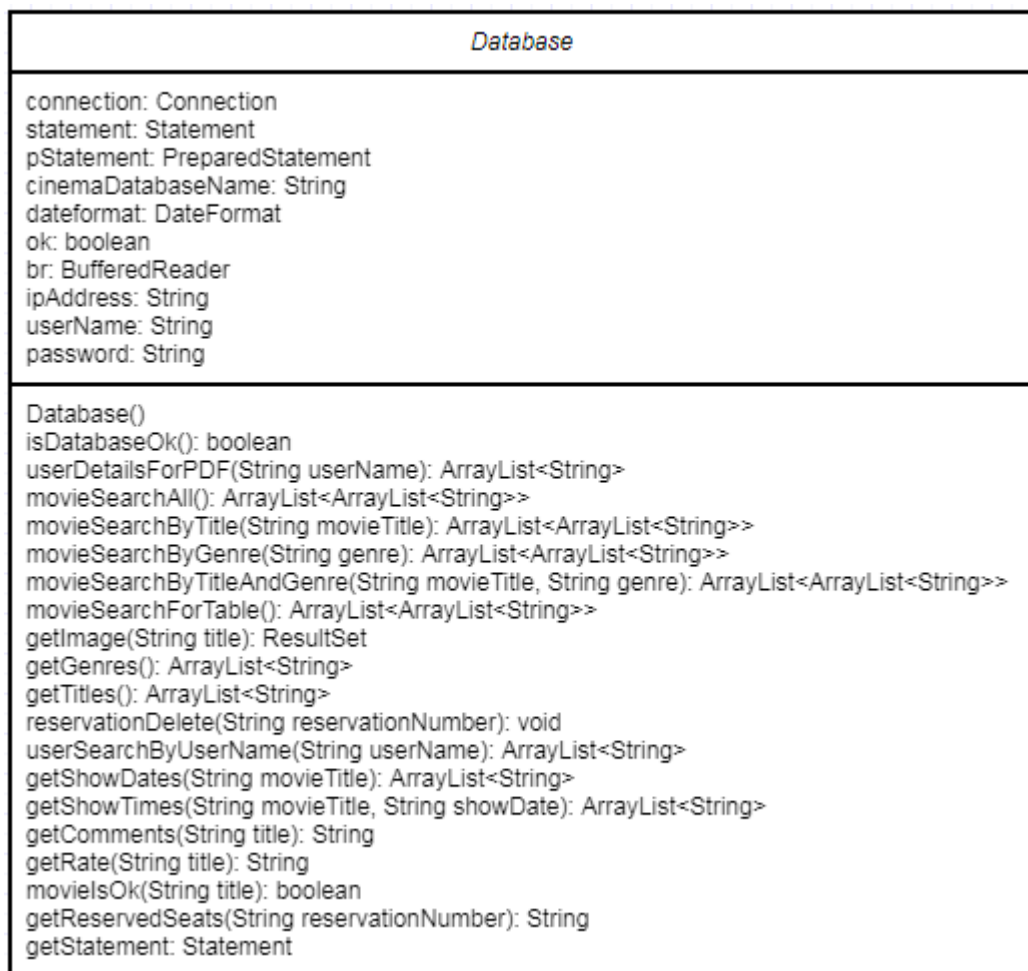 Database
connection: Connection
statement: Statement
pStatement: PreparedStatement
cinemaDatabaseName: String
dateformat: DateFormat
ok: boolean
br: BufferedReader
ipAddress: String
userName: String
password: String
Database()
isDatabaseOk(): boolean
userDetailsForPDF(String userName): ArrayList<String>
movieSearchAll(): ArrayList<ArrayList<String>>
movieSearchByTitle(String movieTitle): ArrayList<ArrayList<String>>
movieSearchByGenre(String genre): ArrayList<ArrayList<String>>
movieSearchByTitleAndGenre(String movieTitle, String genre): ArrayList<ArrayList<String>>
movieSearchForTable(): ArrayList<ArrayList<String>>
getImage(String title): ResultSet
getGenres(): ArrayList<String>
getTitles(): ArrayList<String>
reservationDelete(String reservationNumber): void
userSearchByUserName(String userName): ArrayList<String>
getShowDates(String movieTitle): ArrayList<String>
getShowTimes(String movieTitle, String showDate): ArrayList<String>
getComments(String title): String
getRate(String title): String
movieIsOk(String title): boolean
getReservedSeats(String reservationNumber): String
getStatement: Statement